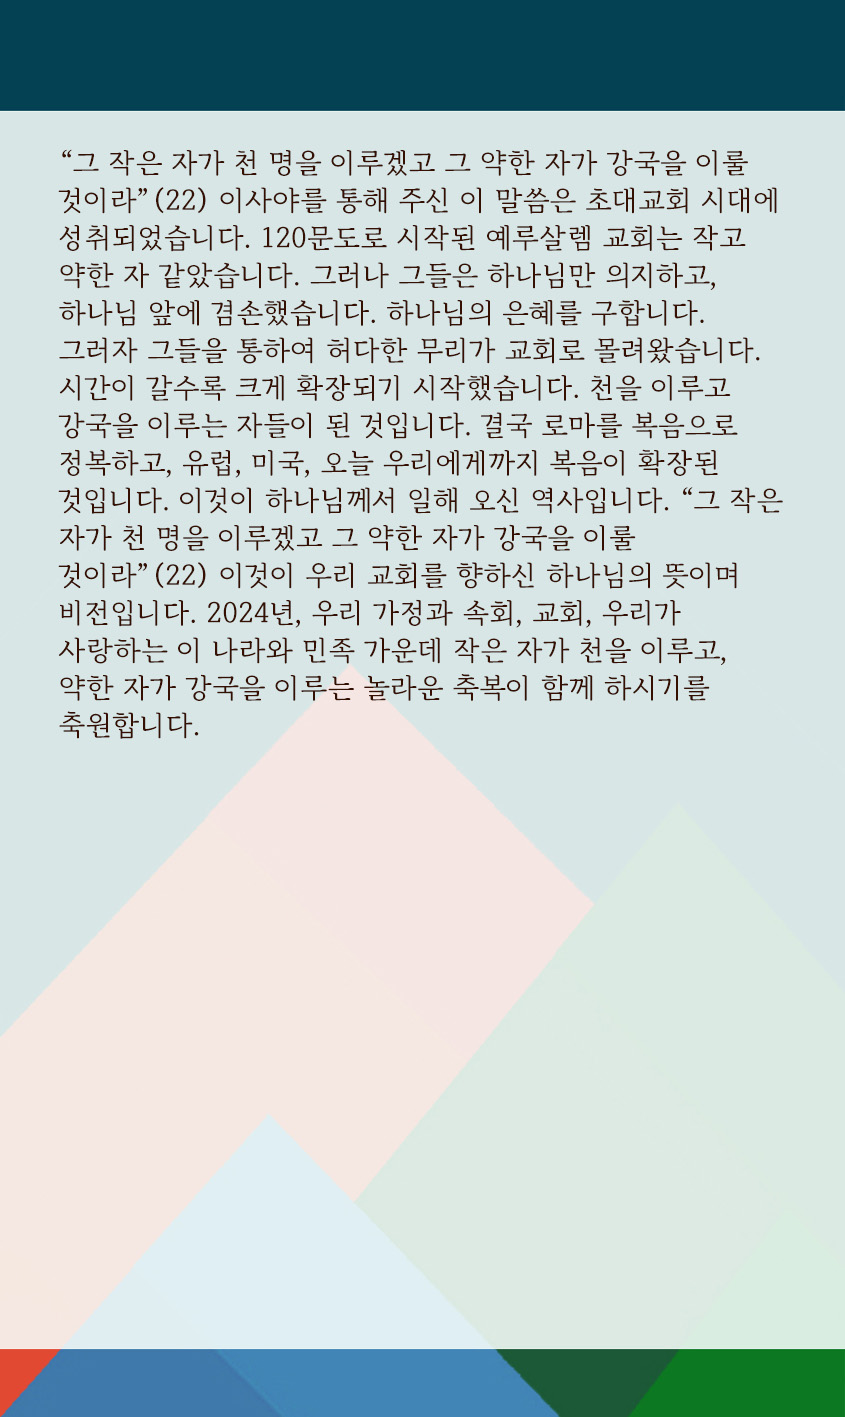 “그 작은 자가 천 명을 이루겠고 그 약한 자가 강국을 이룰
것이라”(22) 이사야를 통해 주신 이 말씀은 초대교회 시대에
성취되었습니다. 120문도로 시작된 예루살렘 교회는 작고
약한 자 같았습니다. 그러나 그들은 하나님만 의지하고,
하나님 앞에 겸손했습니다. 하나님의 은혜를 구합니다.
그러자 그들을 통하여 허다한 무리가 교회로 몰려왔습니다.
시간이 갈수록 크게 확장되기 시작했습니다. 천을 이루고
강국을 이루는 자들이 된 것입니다. 결국 로마를 복음으로
정복하고, 유럽, 미국, 오늘 우리에게까지 복음이 확장된
것입니다. 이것이 하나님께서 일해 오신 역사입니다. “그 작은
자가 천 명을 이루겠고 그 약한 자가 강국을 이룰
것이라”(22) 이것이 우리 교회를 향하신 하나님의 뜻이며
비전입니다. 2024년, 우리 가정과 속회, 교회, 우리가
사랑하는 이 나라와 민족 가운데 작은 자가 천을 이루고,
약한 자가 강국을 이루는 놀라운 축복이 함께 하시기를
축원합니다.